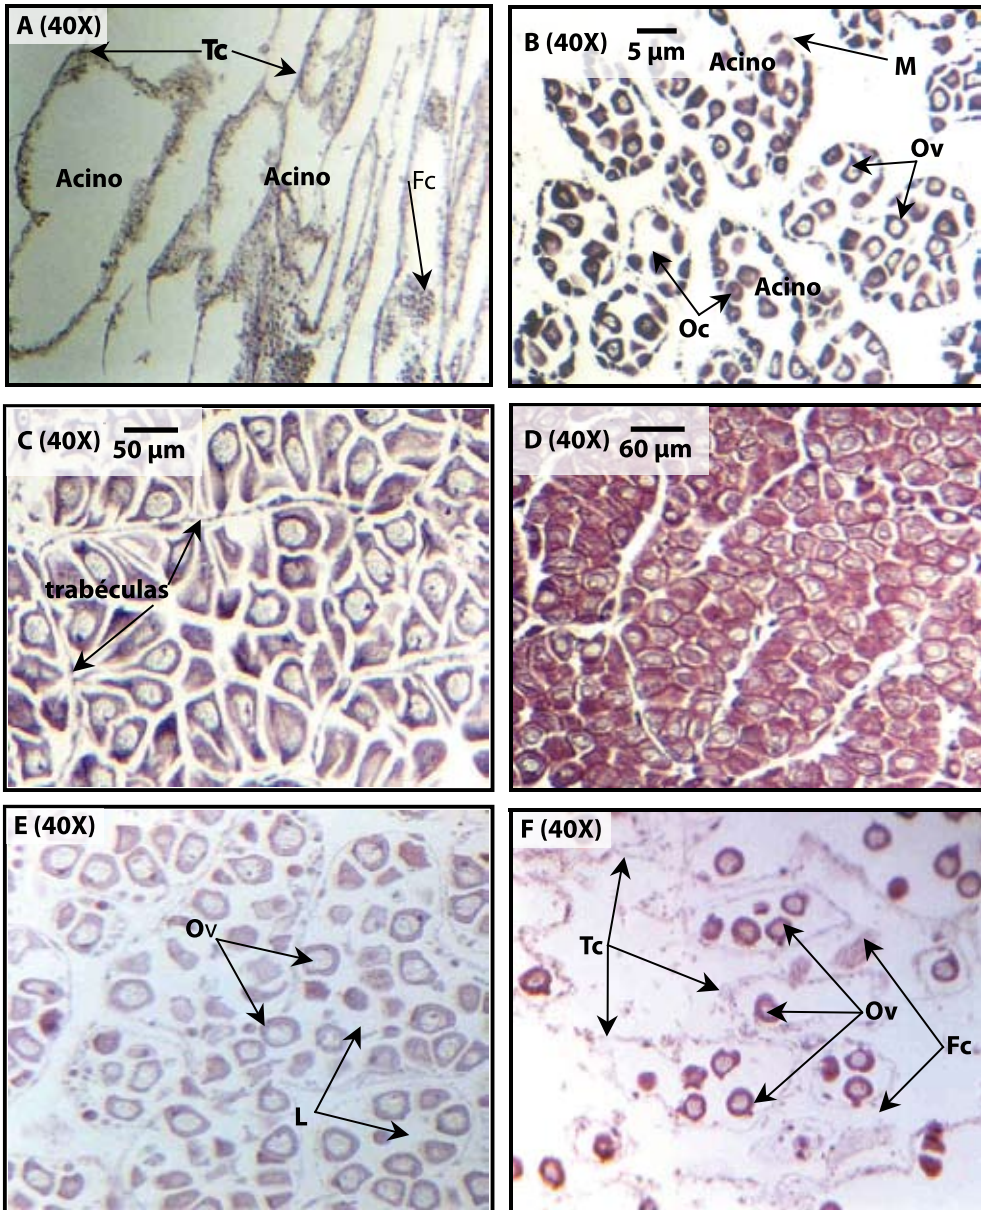 A (40X)
Tc
Acino
Acino
Fc
B (40X)
5 µm
Acino
M
Ov
Oc
Acino
C (40X)
50 µm
trabéculas
D (40X)
60 µm
E (40X)
Ov
L
F (40X)
Tc
Ov
Fc